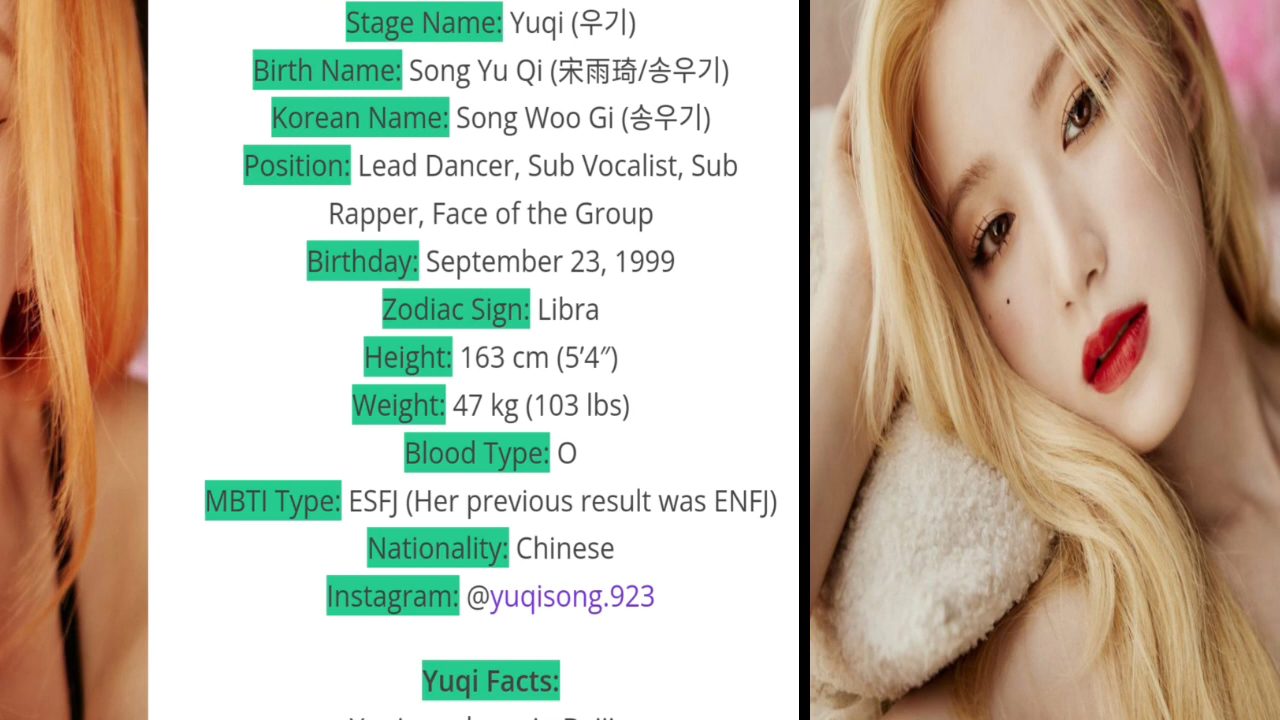 Stage Name: Yuqi (우기)
Birth Name: Song Yu Qi (宋雨琦/송우기)
Korean Name: Song Woo Gi (송우기)
Position: Lead Dancer, Sub Vocalist, Sub
Rapper, Face of the Group
Birthday: September 23, 1999
Zodiac Sign: Libra
Height: 163 cm (5’4″)
Weight: 47 kg (103 lbs)
Blood Type: O
MBTI Type: ESFJ (Her previous result was ENFJ)
Nationality: Chinese
Instagram: @yuqisong.923
Yuqi Facts: